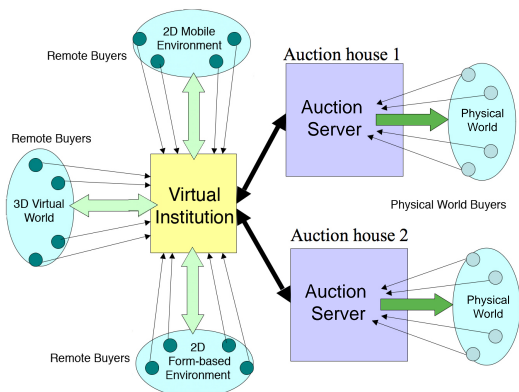 2D Mobile
Environment
Remote Buyers
Auction house 1
Auction
Server
Physical
World
Remote Buyers
3D Virtual
World
Virtual
Institution
Physical World Buyers
Auction house 2
Auction
Server
Physical
World
Remote Buyers
2D
Form-based
Environment